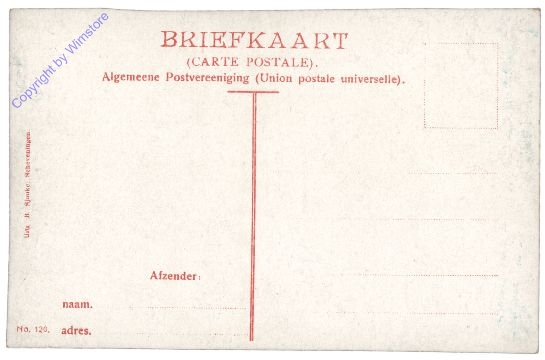 BRIEFKAART
(CARTE POSTALE).
Algemeene Postvereeniging (Union postale universelle).
Copyright by Wimstore
Uitg. B. Sjouke, Scheveningen.
Afzender:
naam.
No. 120. adres.